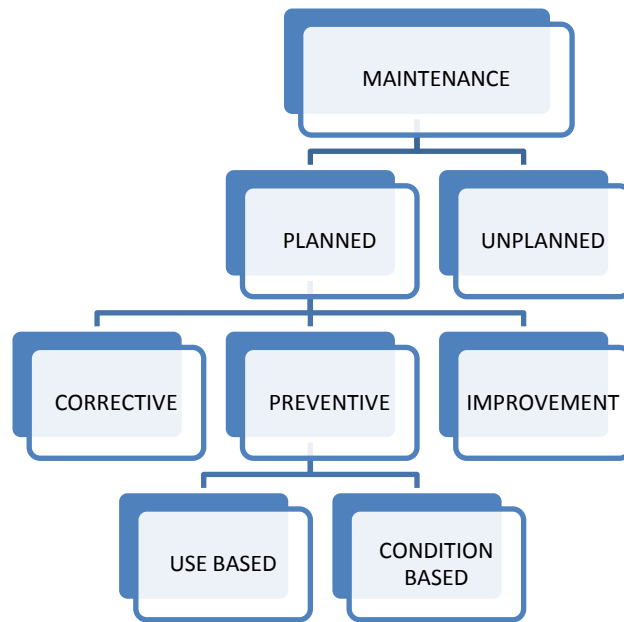 MAINTENANCE
PLANNED
UNPLANNED
CORRECTIVE
PREVENTIVE
IMPROVEMENT
USE BASED
CONDITION
BASED